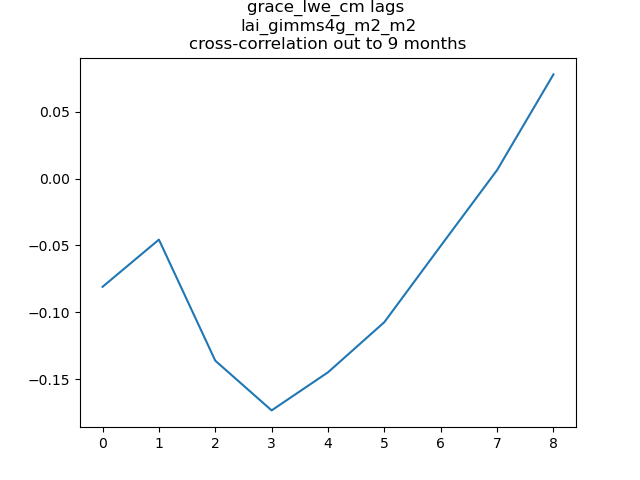 grace_lwe_cm lags
lai_gimms4g_m2_m2
cross-correlation out to 9 months
0.05
0.00
−0.05
−0.10
−0.15
0 1 2 3 4 5 6 7 8